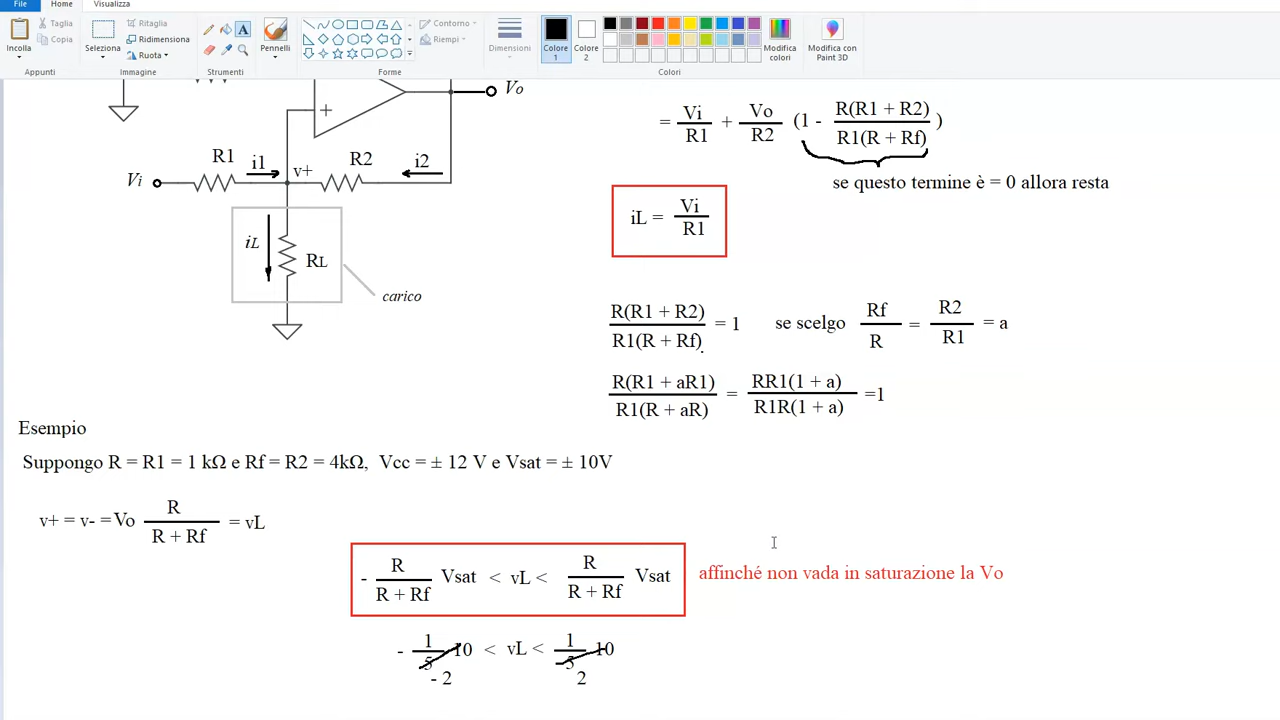 File
Home
Visualizza
Incolla
Taglia
Copia
Appunti
Seleziona
Ritaglia
Ridimensiona
Ruota
Immagine
Strumenti
Pennelli
Forme
Contorno
Riempi
Dimensioni
Colore 1
Colore 2
Modifica colori
Colori
Modifica con Paint 3D
+
Vo
R1
i1
v+
R2
i2
Vi
iL
RL
carico
= Vi / R1 + Vo / R2 (1 - R(R1 + R2) / R1(R + Rf) )
se questo termine è = 0 allora resta
iL = Vi / R1
R(R1 + R2) / R1(R + Rf) = 1 se scelgo Rf / R = R2 / R1 = a
.
R(R1 + aR1) / R1(R + aR) = RR1(1 + a) / R1R(1 + a) =1
Esempio
Suppongo R = R1 = 1 kΩ e Rf = R2 = 4kΩ, Vcc = ± 12 V e Vsat = ± 10V
v+ = v- =Vo R / R + Rf = vL
- R / R + Rf Vsat < vL < R / R + Rf Vsat
affinché non vada in saturazione la Vo
- 1 / 5 10 < vL < 1 / 5 10
- 2 2